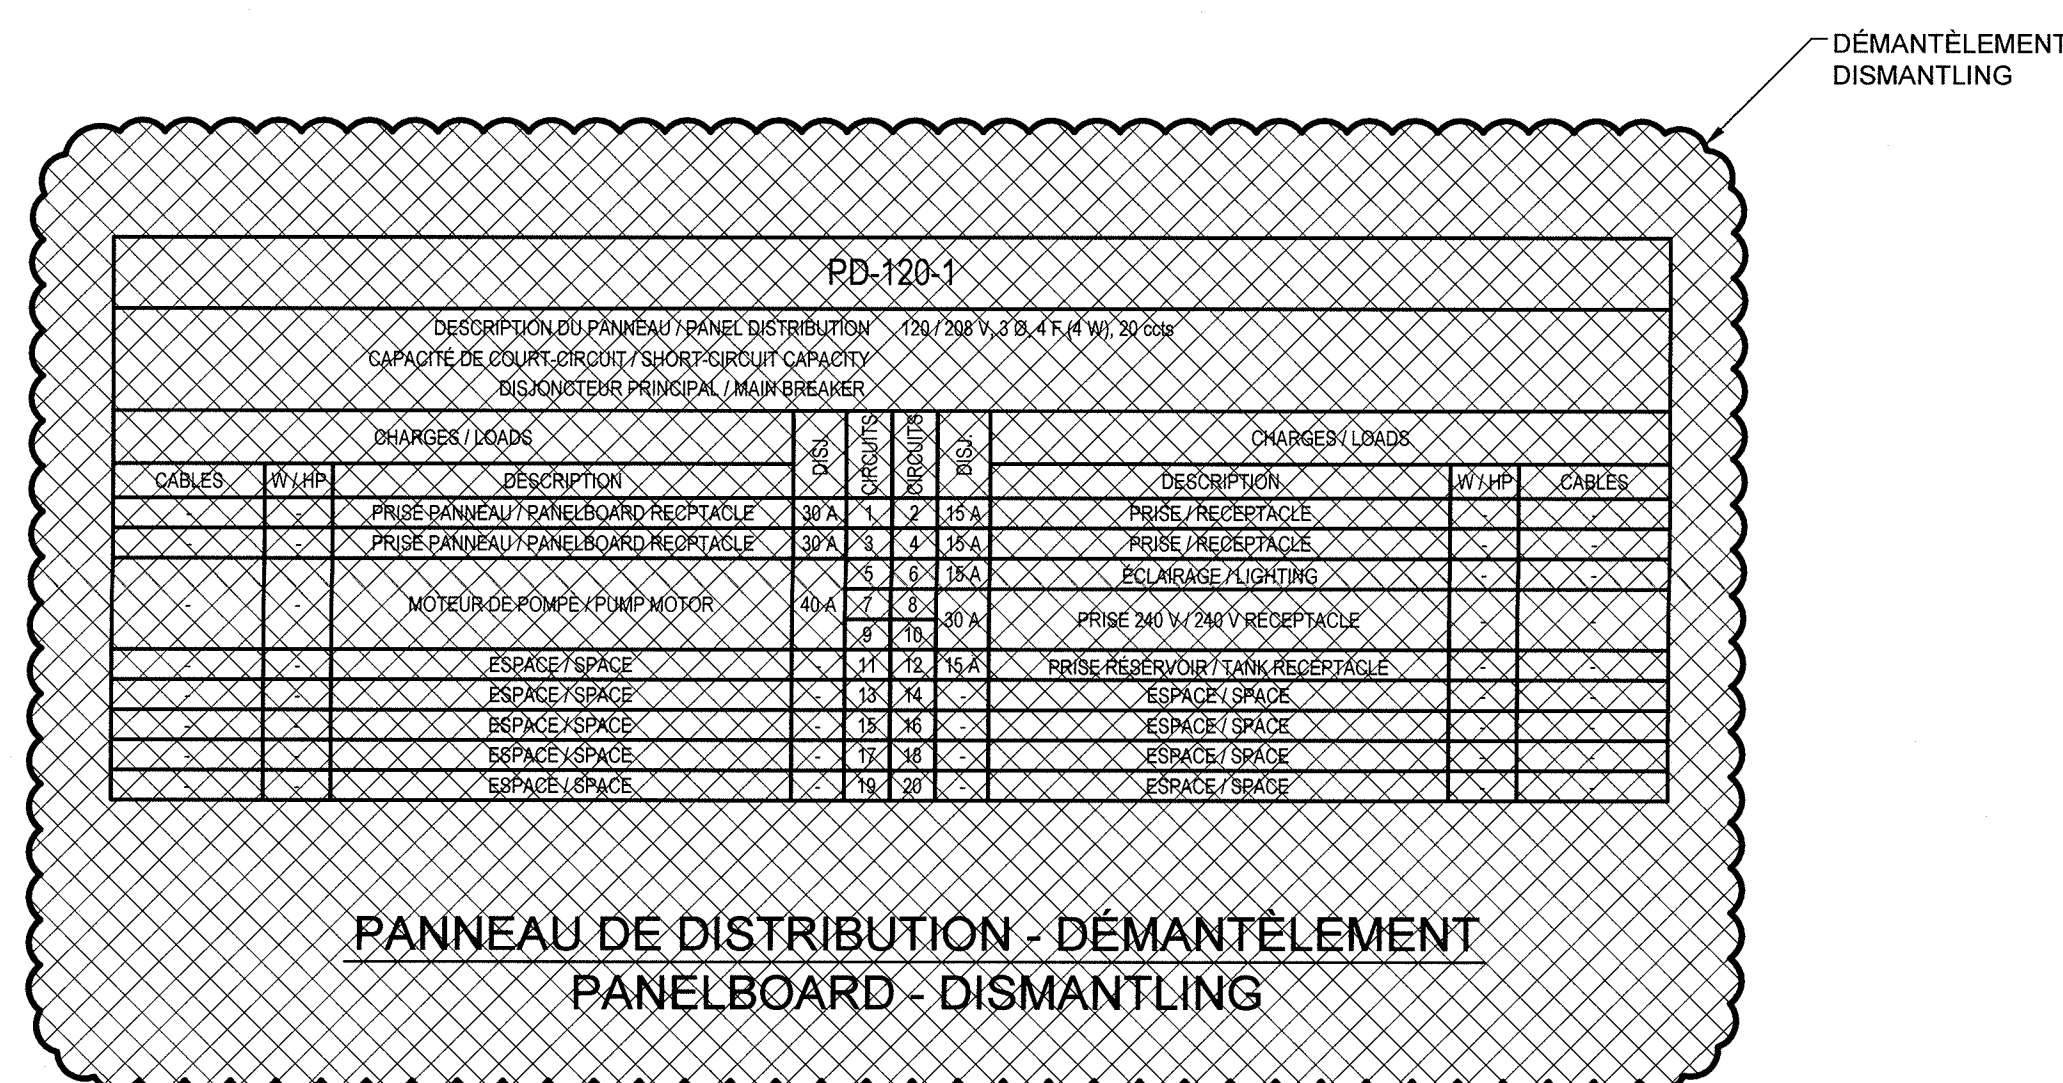 DÉMANTÈLEMENT
DISMANTLING
PD-120-1
DESCRIPTION DU PANNEAU / PANEL DISTRIBUTION 120 / 208 V, 3 Ø, 4 F (4 W), 20 ccts
CAPACITÉ DE COURT-CIRCUIT / SHORT-CIRCUIT CAPACITY
DISJONCTEUR PRINCIPAL / MAIN BREAKER
CHARGES / LOADS DISJ. CIRCUITS CIRCUITS DISJ. CHARGES / LOADS
CABLES W / HP DESCRIPTION DESCRIPTION W / HP CABLES
- - PRISE PANNEAU / PANELBOARD RECPTACLE 30 A 1 2 15 A PRISE / RECEPTACLE - -
- - PRISE PANNEAU / PANELBOARD RECPTACLE 30 A 3 4 15 A PRISE / RECEPTACLE - -
5 6 15 A ÉCLAIRAGE / LIGHTING - -
- - MOTEUR DE POMPE / PUMP MOTOR 40 A 7 8
30 A PRISE 240 V / 240 V RECEPTACLE - -
9 10
- - ESPACE / SPACE - 11 12 15 A PRISE RÉSERVOIR / TANK RECEPTACLE - -
- - ESPACE / SPACE - 13 14 - ESPACE / SPACE - -
- - ESPACE / SPACE - 15 16 - ESPACE / SPACE - -
- - ESPACE / SPACE - 17 18 - ESPACE / SPACE - -
- - ESPACE / SPACE - 19 20 - ESPACE / SPACE - -
PANNEAU DE DISTRIBUTION - DÉMANTÈLEMENT
PANELBOARD - DISMANTLING